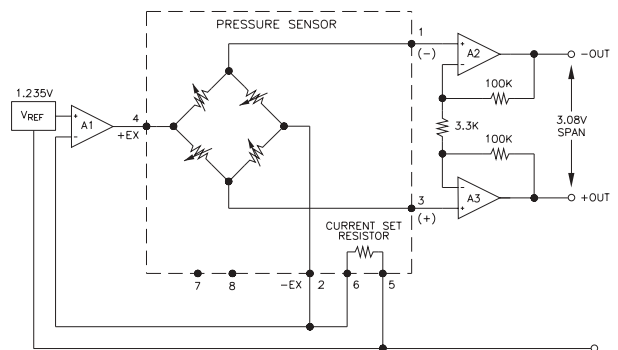 PRESSURE SENSOR
1
(-)
+
A2
-
-OUT
1.235V
VREF
+
A1
-
4
+EX
100K
3.3K
3.08V
SPAN
100K
-
A3
+
+OUT
3
(+)
CURRENT SET
RESISTOR
7
8
-EX
2
6
5